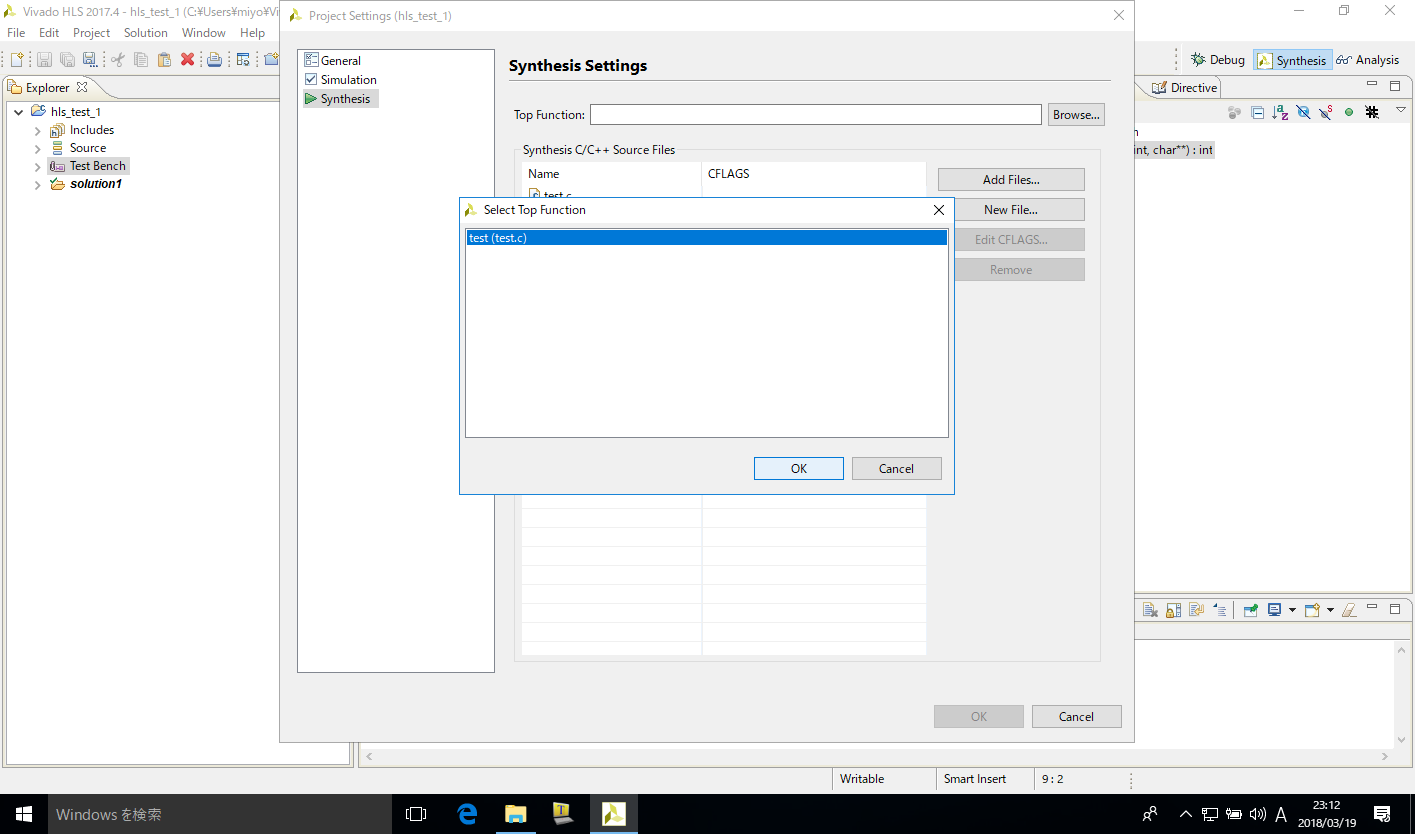 Vivado HLS 2017.4 - hls_test_1 (C:¥Users¥miyo¥Vi
Project Settings (hls_test_1)
File Edit Project Solution Window Help
General
Simulation
Synthesis
Synthesis Settings
Debug Synthesis Analysis
Explorer
hls_test_1
Includes
Source
Test Bench
solution1
Top Function: Browse...
Directive
Synthesis C/C++ Source Files
Name CFLAGS
test.c
Add Files...
New File...
Edit CFLAGS...
Remove
int, char**) : int
Select Top Function
test (test.c)
OK Cancel
OK Cancel
Writable Smart Insert 9 : 2
Windows を検索
A
23:12
2018/03/19